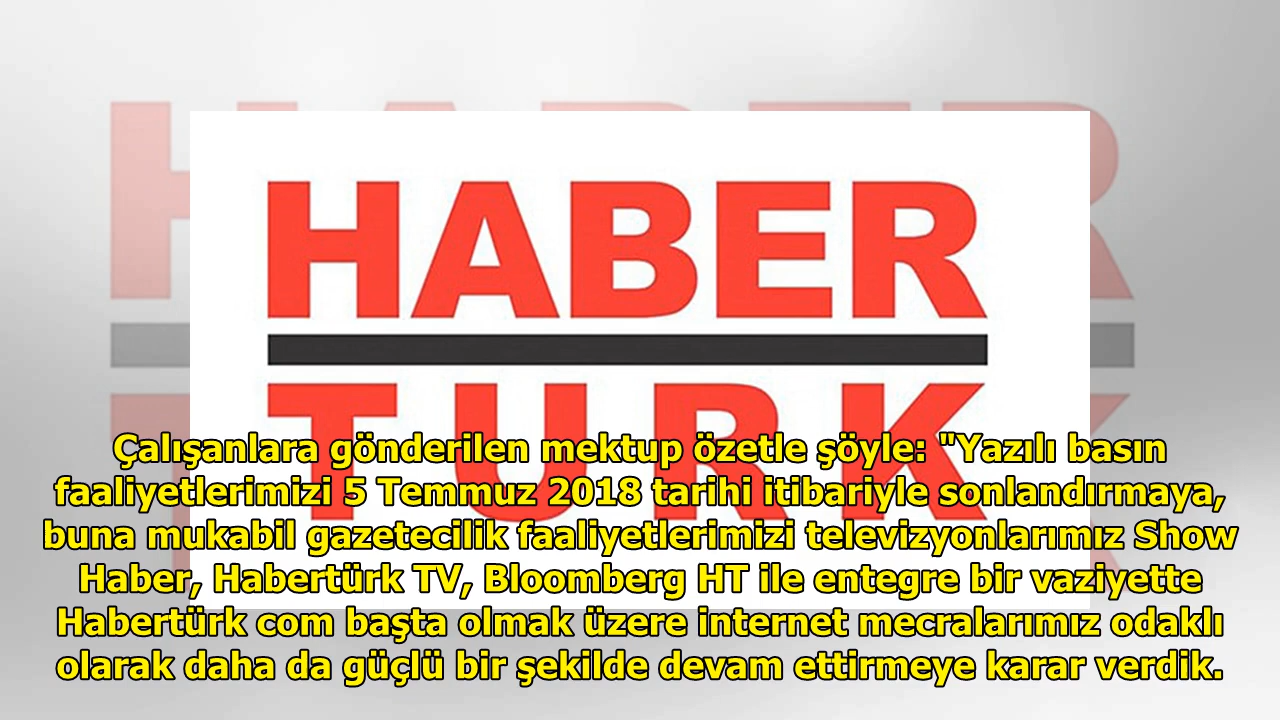 HABER
TURK
Çalışanlara gönderilen mektup özetle şöyle: "Yazılı basın
faaliyetlerimizi 5 Temmuz 2018 tarihi itibariyle sonlandırmaya,
buna mukabil gazetecilik faaliyetlerimizi televizyonlarımız Show
Haber, Habertürk TV, Bloomberg HT ile entegre bir vaziyette
Habertürk com başta olmak üzere internet mecralarımız odaklı
olarak daha da güçlü bir şekilde devam ettirmeye karar verdik.